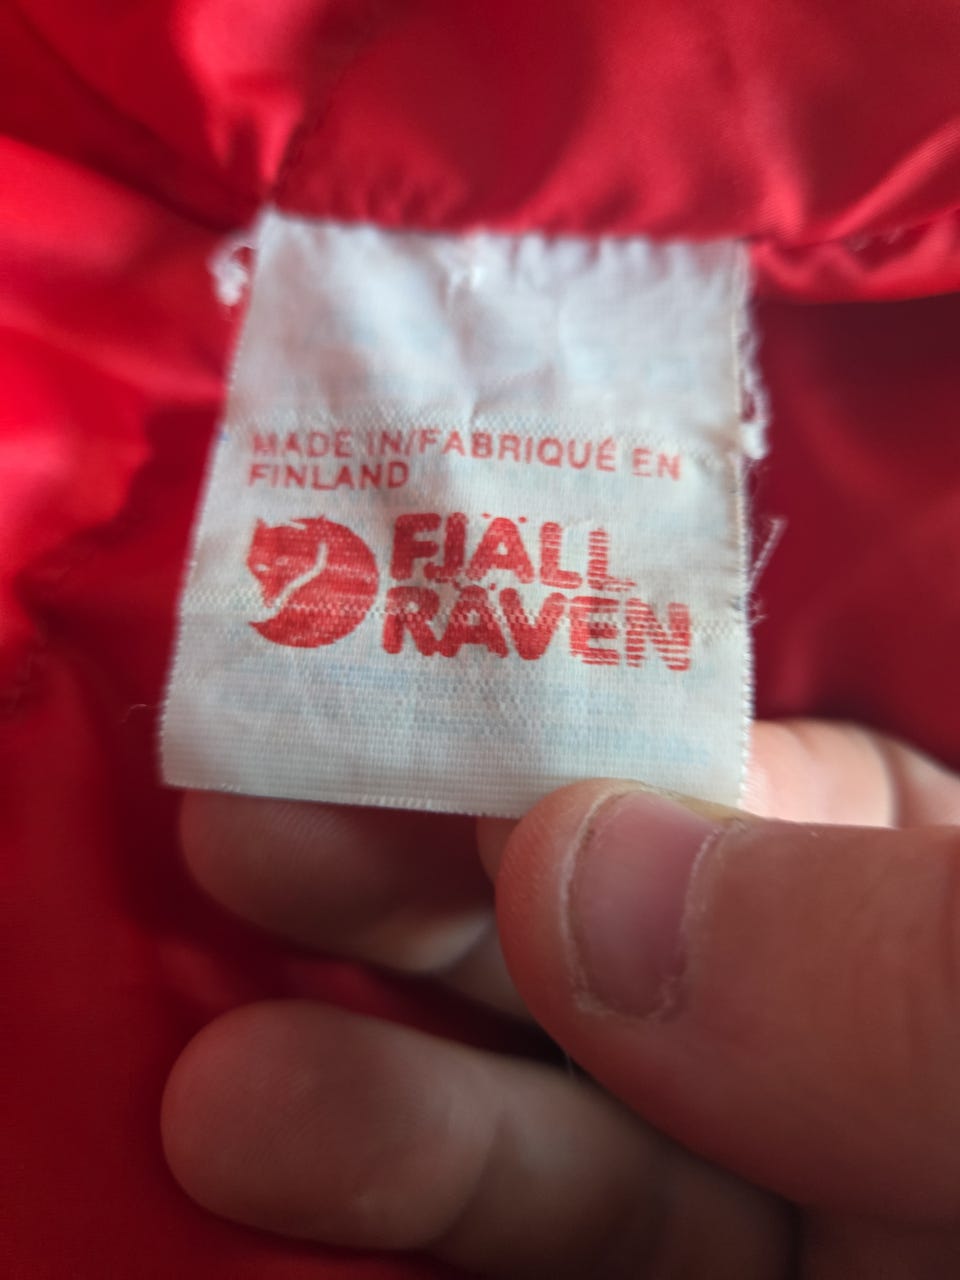 MADE IN/FABRIQUÉ EN
FINLAND
FJÄLL
RÄVEN